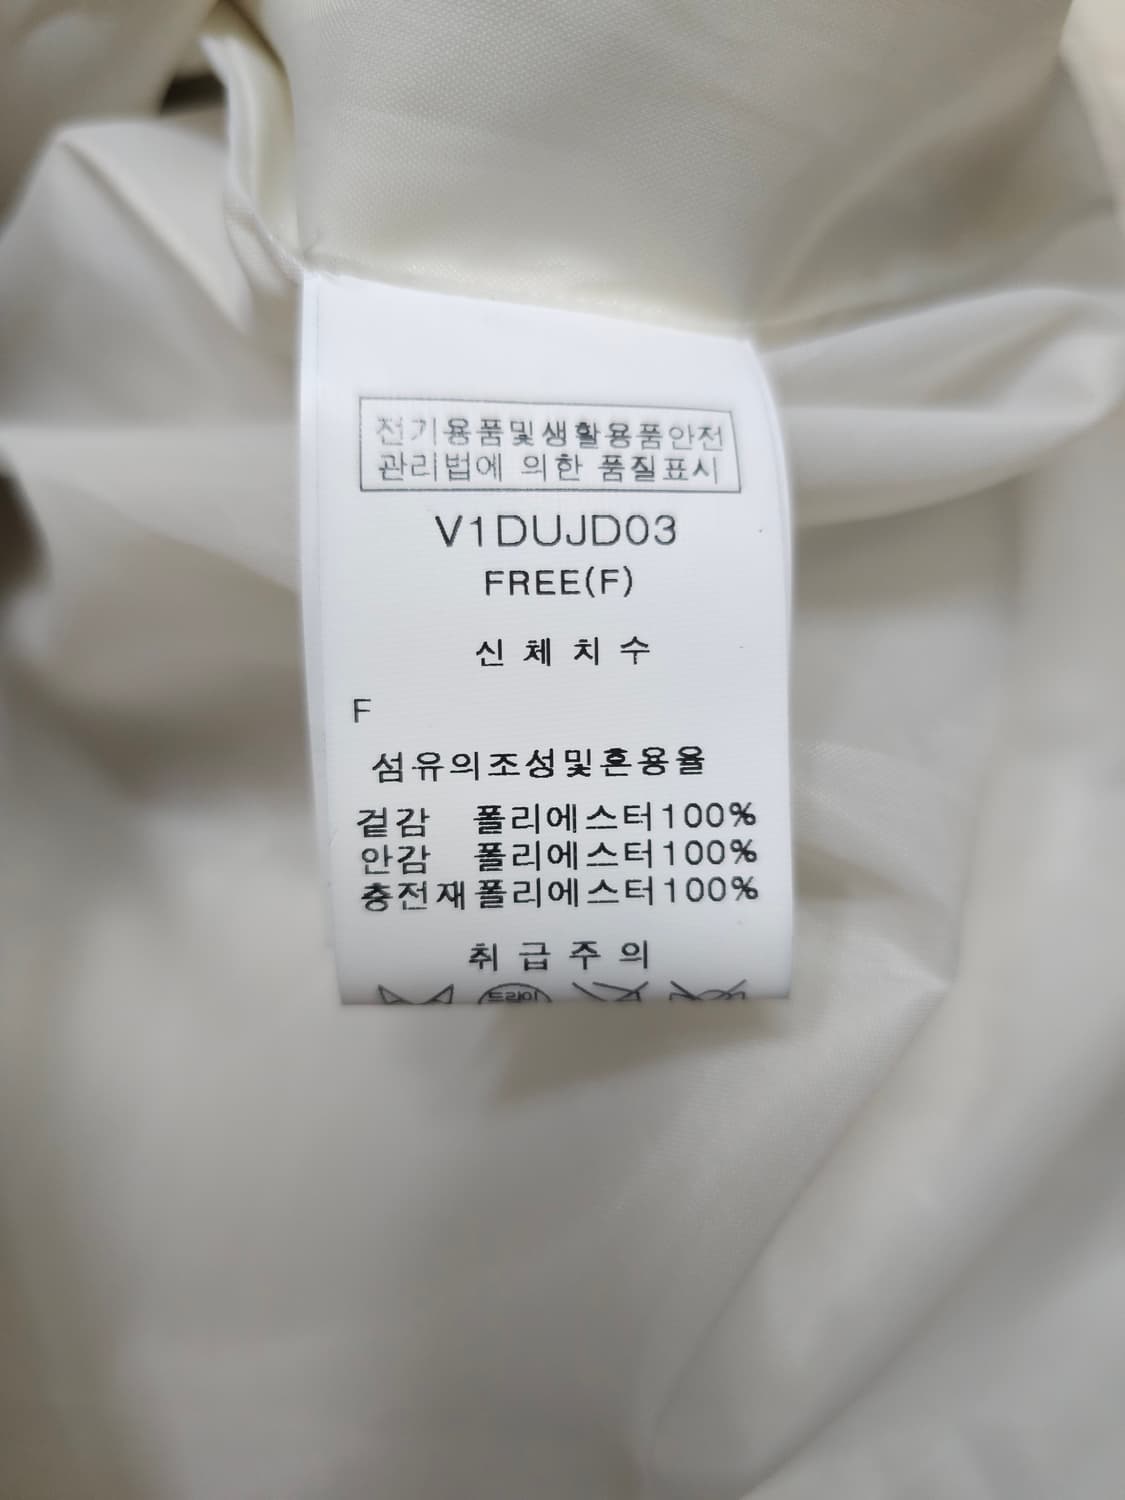 전기용품및생활용품안전
관리법에 의한 품질표시
V1DUJD03
FREE(F)
신체치수
F
섬유의조성및혼용율
겉감 폴리에스터100%
안감 폴리에스터100%
충전재폴리에스터100%
취급주의
드라이